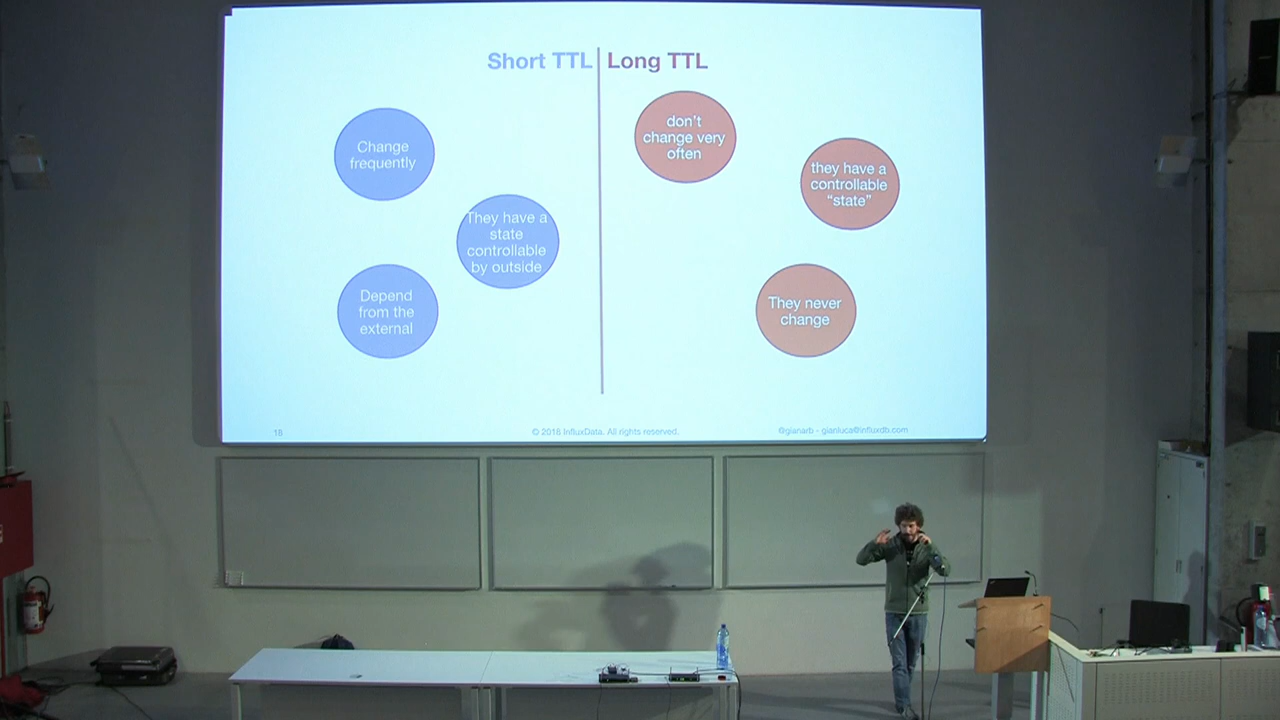 Short TTL
Long TTL
Change
frequently
They have a
state
controllable
by outside
Depend
from the
external
don't
change very
often
they have a
controllable
“state”
They never
change
18
© 2016 InfluxData. All rights reserved.
@gianarb - gianluca@influxdb.com